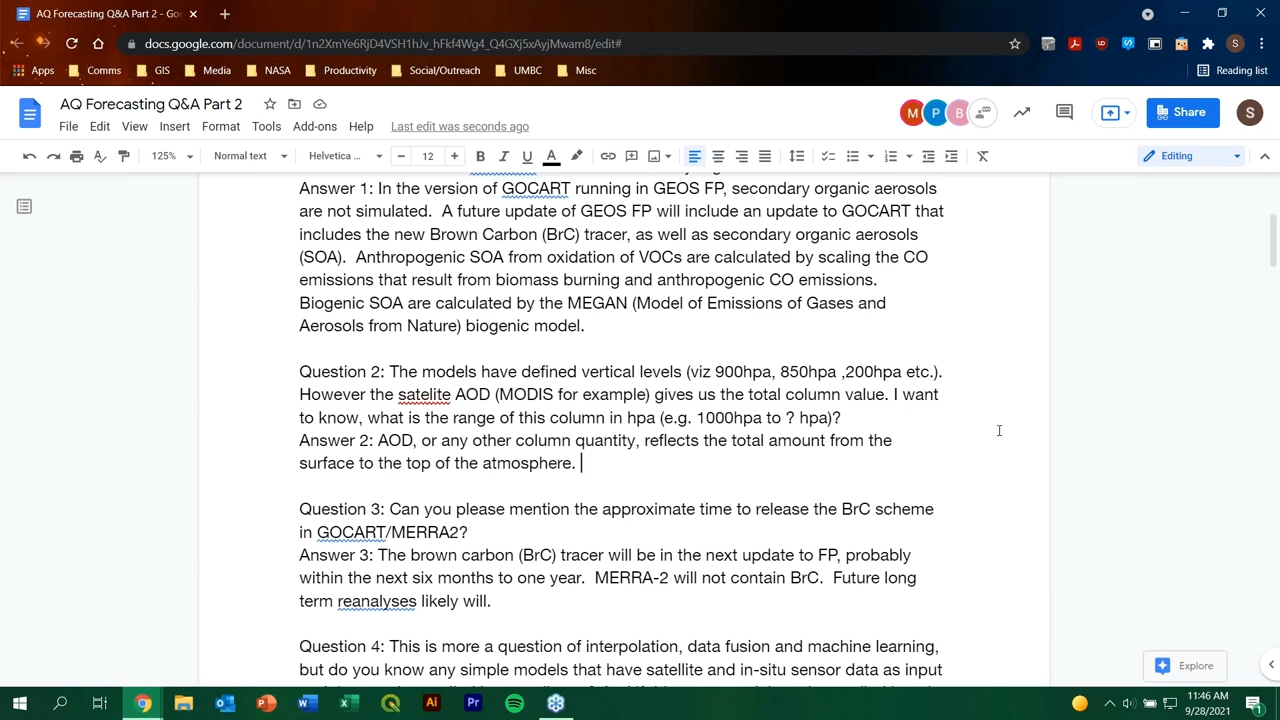 AQ Forecasting Q&A Part 2 - Go
docs.google.com/document/d/1n2XmYe6RjD4VSH1hJv_hFkf4Wg4_Q4GXj5xAyjMwam8/edit#
S
Apps Comms GIS Media NASA Productivity Social/Outreach UMBC Misc Reading list
AQ Forecasting Q&A Part 2
M P B Share S
File Edit View Insert Format Tools Add-ons Help Last edit was seconds ago
125% Normal text Helvetica ... 12 B I U A Editing
Answer 1: In the version of GOCART running in GEOS FP, secondary organic aerosols
are not simulated. A future update of GEOS FP will include an update to GOCART that
includes the new Brown Carbon (BrC) tracer, as well as secondary organic aerosols
(SOA). Anthropogenic SOA from oxidation of VOCs are calculated by scaling the CO
emissions that result from biomass burning and anthropogenic CO emissions.
Biogenic SOA are calculated by the MEGAN (Model of Emissions of Gases and
Aerosols from Nature) biogenic model.
Question 2: The models have defined vertical levels (viz 900hpa, 850hpa ,200hpa etc.).
However the satelite AOD (MODIS for example) gives us the total column value. I want
to know, what is the range of this column in hpa (e.g. 1000hpa to ? hpa)?
Answer 2: AOD, or any other column quantity, reflects the total amount from the
surface to the top of the atmosphere.
Question 3: Can you please mention the approximate time to release the BrC scheme
in GOCART/MERRA2?
Answer 3: The brown carbon (BrC) tracer will be in the next update to FP, probably
within the next six months to one year. MERRA-2 will not contain BrC. Future long
term reanalyses likely will.
Question 4: This is more a question of interpolation, data fusion and machine learning,
but do you know any simple models that have satellite and in-situ sensor data as input
Explore
11:46 AM
9/28/2021